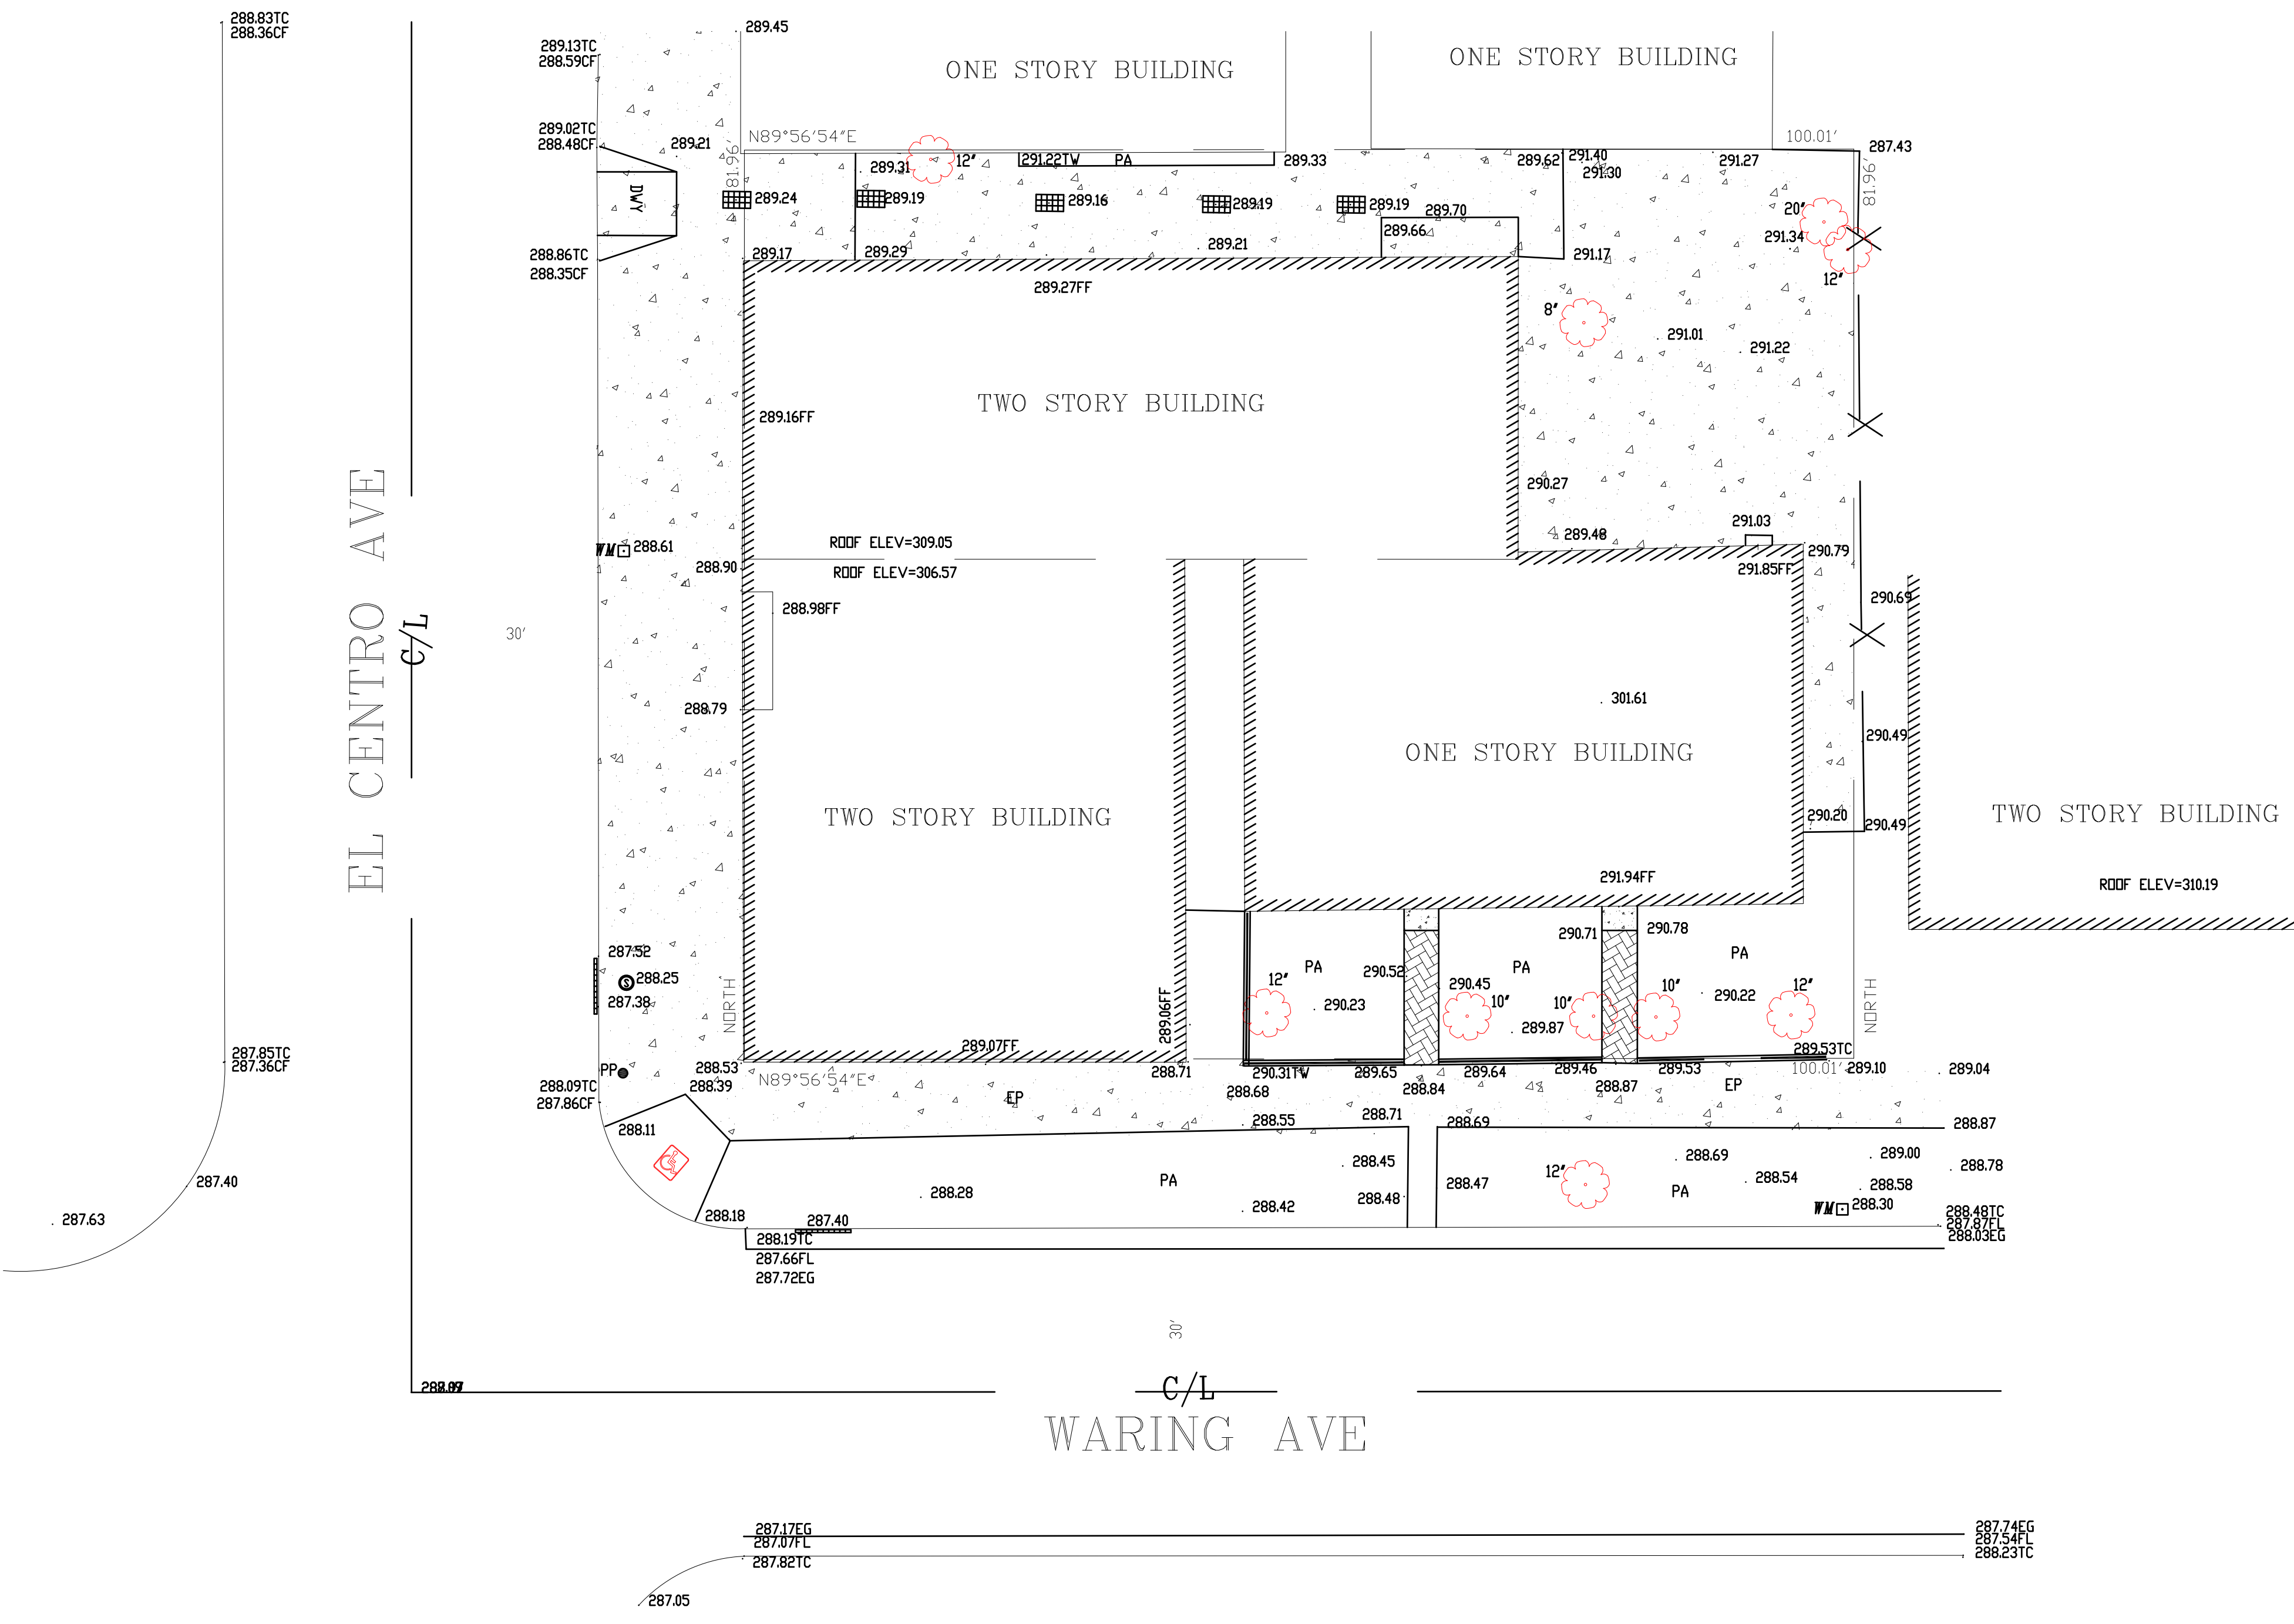 288.83TC
288.36CF
289.13TC
288.59CF
289.45
ONE STORY BUILDING
ONE STORY BUILDING
289.02TC
288.48CF
289.21
N89°56'54"E
81.96'
100.01'
287.43
289.31
12"
291.22TW
PA
289.33
289.62
291.40
291.30
291.27
81.96'
DWY
289.24
289.19
289.16
289.19
289.19
289.70
289.66
20"
291.34
12"
288.86TC
288.35CF
289.17
289.29
289.21
291.17
289.27FF
8"
291.01
291.22
TWO STORY BUILDING
289.16FF
290.27
EL CENTRO AVE
C/L
30'
WM
288.61
288.90
ROOF ELEV=309.05
ROOF ELEV=306.57
289.48
291.03
290.79
291.85FF
288.98FF
290.69
288.79
301.61
290.49
ONE STORY BUILDING
TWO STORY BUILDING
290.20
290.49
TWO STORY BUILDING
291.94FF
ROOF ELEV=310.19
287.52
S
288.25
287.38
NORTH
289.06FF
PA
12"
290.23
290.52
290.71
PA
290.45
10"
10"
289.87
290.78
PA
10"
290.22
12"
NORTH
287.85TC
287.36CF
PP
288.09TC
287.86CF
288.53
288.39
289.07FF
N89°56'54"E
288.71
290.31TW
288.68
289.65
288.84
289.64
289.46
288.87
289.53
289.53TC
100.01'
289.10
289.04
EP
EP
288.11
288.55
288.71
288.69
288.87
288.45
12"
288.69
289.00
288.78
287.40
287.63
288.28
PA
288.48
288.47
PA
288.54
288.58
288.18
287.40
288.42
WM
288.30
288.48TC
287.87FL
288.03EG
288.19TC
287.66FL
287.72EG
30'
C/L
WARING AVE
287.17EG
287.07FL
287.82TC
287.05
287.74EG
287.54FL
288.23TC